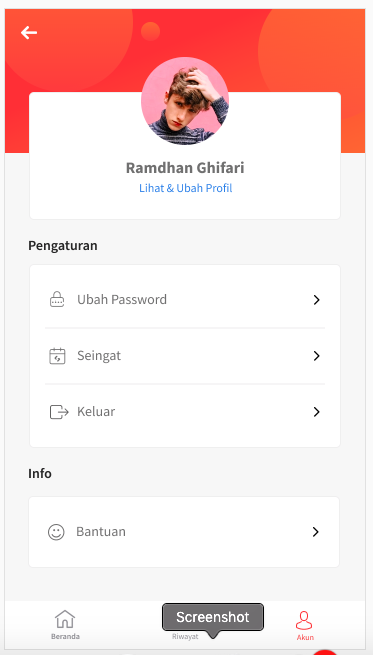 Ramdhan Ghifari
Lihat & Ubah Profil
Pengaturan
Ubah Password
Seingat
Keluar
Info
Bantuan
Screenshot
Beranda
Riwayat
Akun